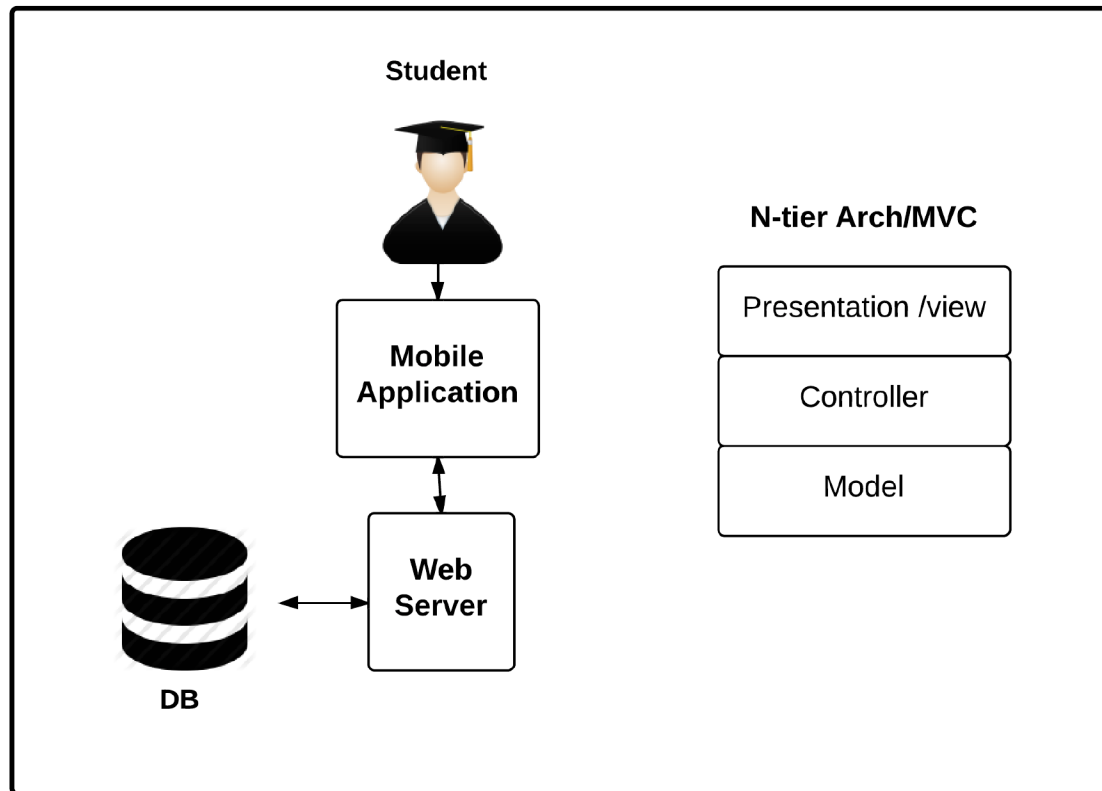 Student
N-tier Arch/MVC
Presentation /view
Mobile
Application
Controller
Model
Web
Server
DB